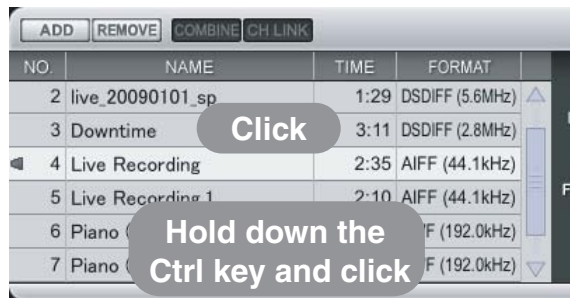 ADD REMOVE COMBINE CH LINK
NO. NAME TIME FORMAT
2 live_20090101_sp 1:29 DSDIFF (5.6MHz)
3 Downtime 3:11 DSDIFF (2.8MHz)
Click
4 Live Recording 2:35 AIFF (44.1kHz)
5 Live Recording 1 2:10 AIFF (44.1kHz)
6 Piano (192.0kHz)
Hold down the
7 Piano (192.0kHz)
Ctrl key and click